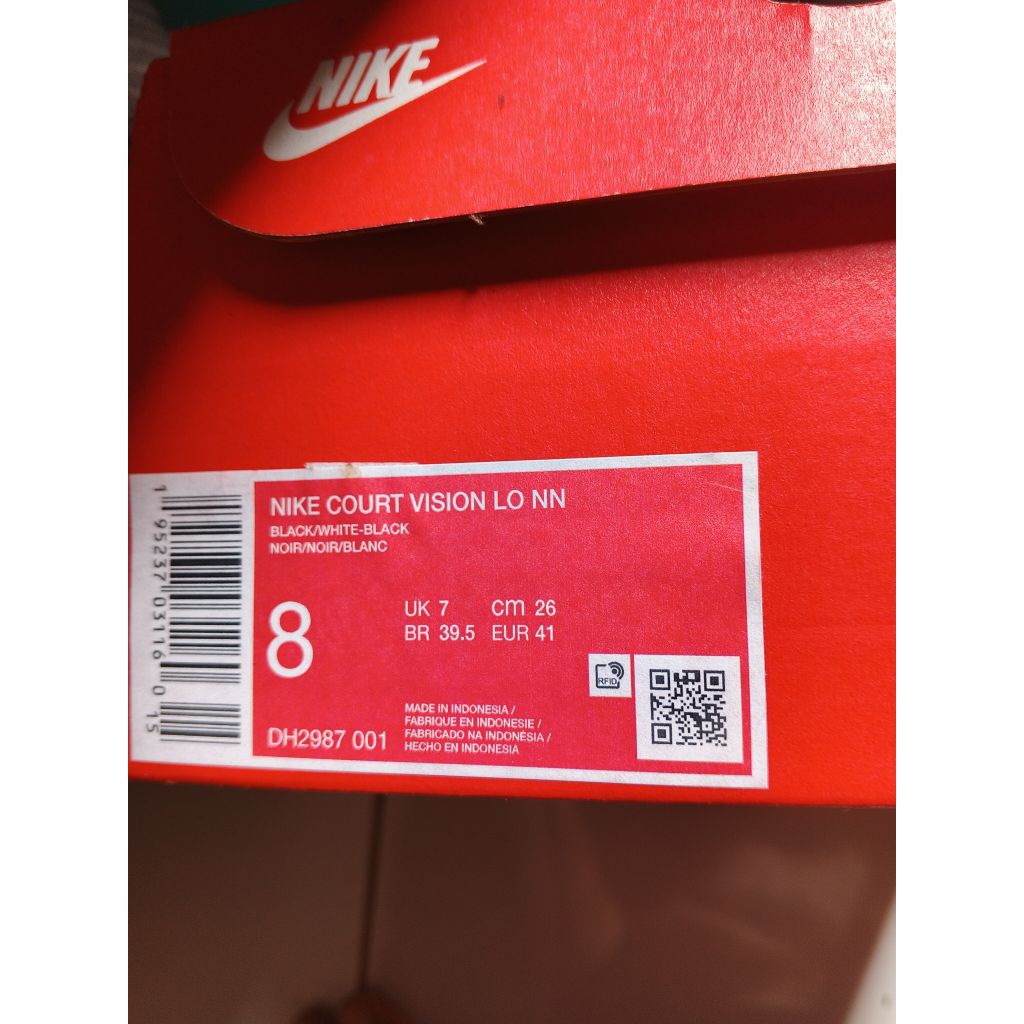 NIKE
NIKE COURT VISION LO NN
BLACK/WHITE-BLACK
NOIR/NOIR/BLANC
8
UK 7 cm 26
BR 39.5 EUR 41
RFID
MADE IN INDONESIA /
FABRIQUE EN INDONESIE /
FABRICADO NA INDONÉSIA /
HECHO EN INDONESIA
DH2987 001
1 95237 03116 0 15